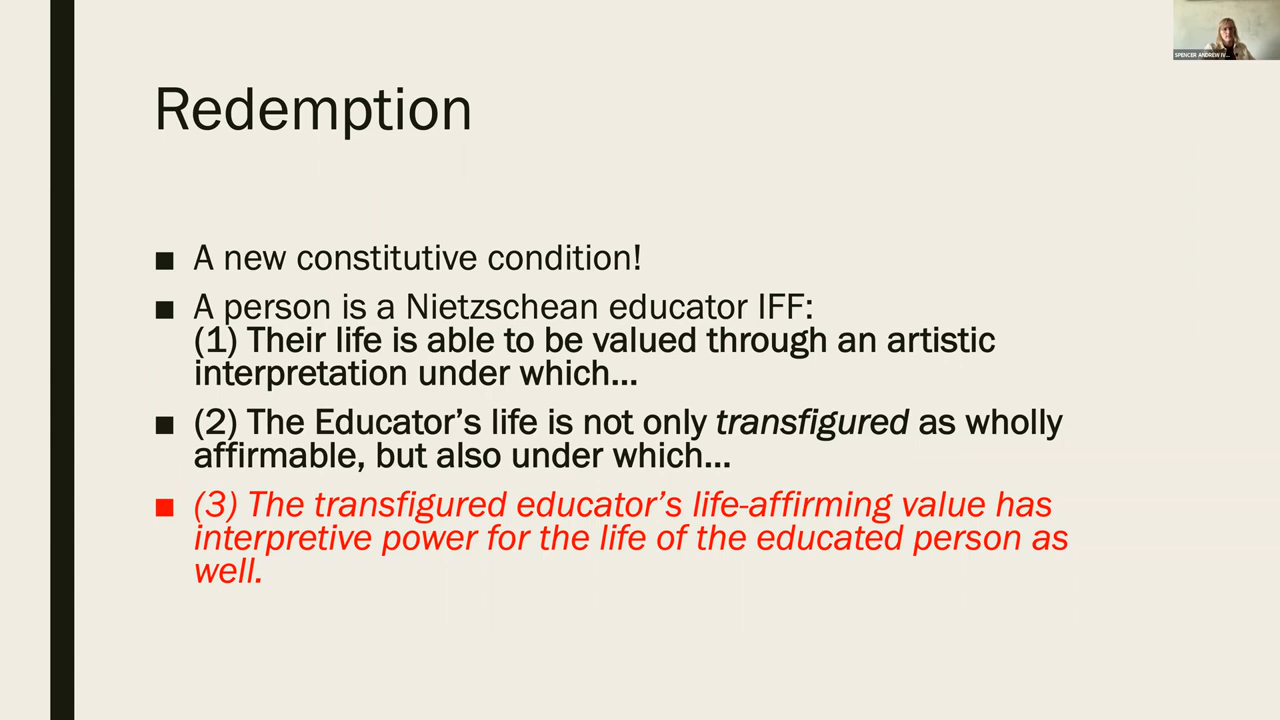 SPENCER ANDREW IV...
Redemption
■ A new constitutive condition!
■ A person is a Nietzschean educator IFF:
(1) Their life is able to be valued through an artistic
interpretation under which...
■ (2) The Educator's life is not only transfigured as wholly
affirmable, but also under which...
■ (3) The transfigured educator's life-affirming value has
interpretive power for the life of the educated person as
well.